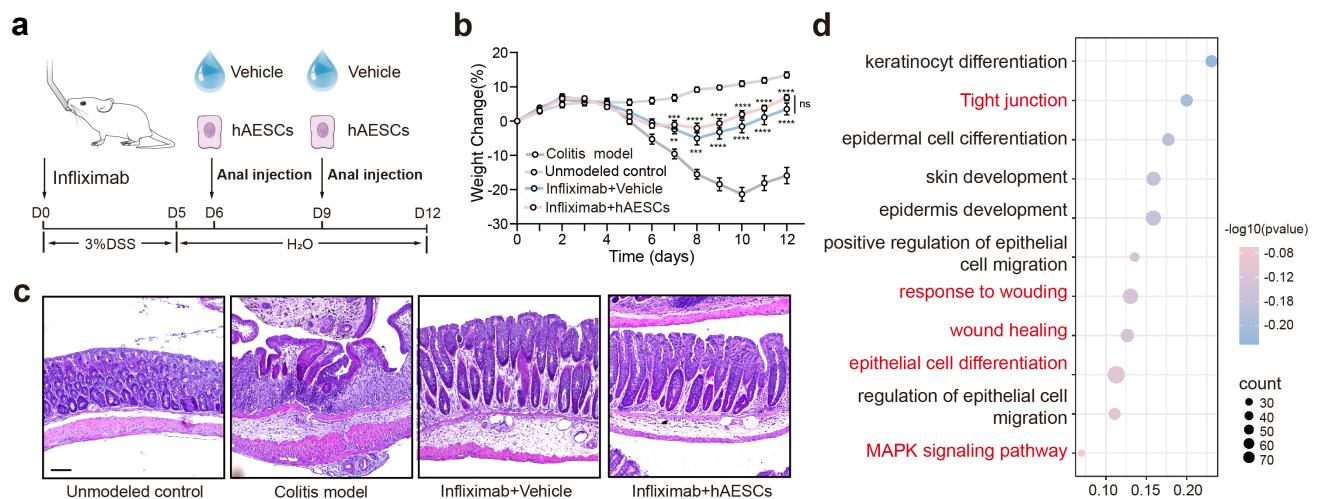 a
Vehicle
Vehicle
hAESCs
hAESCs
Infliximab
Anal injection
Anal injection
D0
D5
D6
D9
D12
3%DSS
H₂O
b
Weight Change(%)
20
10
0
-10
-20
-30
0
2
4
6
8
10
12
Time (days)
Colitis model
Unmodeled control
Infliximab+Vehicle
Infliximab+hAESCs
***
****
****
****
****
****
**
***
****
****
****
****
ns
c
Unmodeled control
Colitis model
Infliximab+Vehicle
Infliximab+hAESCs
d
keratinocyt differentiation
Tight junction
epidermal cell cifferentiation
skin development
epidermis development
positive regulation of epithelial
cell migration
response to wouding
wound healing
epithelial cell differentiation
regulation of epithelial cell
migration
MAPK signaling pathway
0.10
0.15
0.20
-log10(pvalue)
-0.08
-0.12
-0.18
-0.20
count
30
40
50
60
70